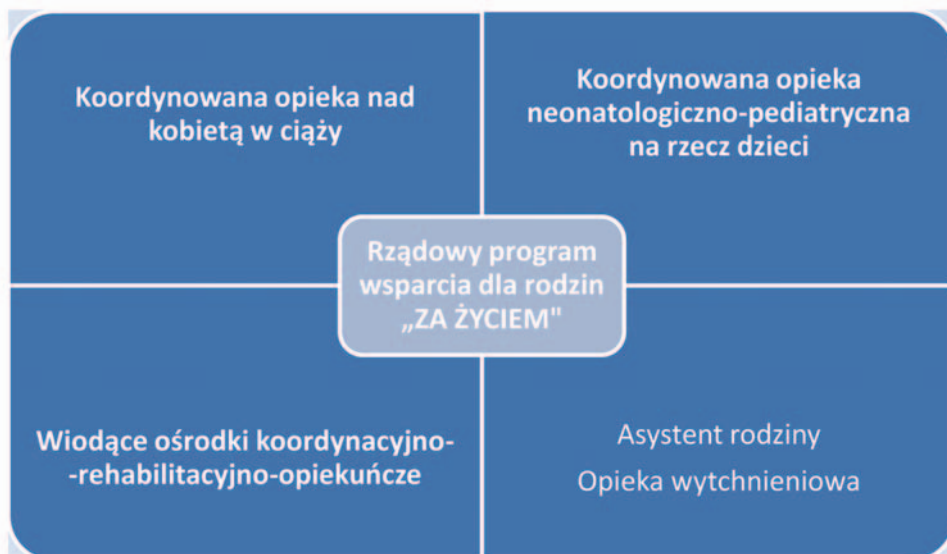 Koordynowana opieka nad
kobietą w ciąży
Koordynowana opieka
neonatologiczno-pediatryczna
na rzecz dzieci
Rządowy program
wsparcia dla rodzin
„ZA ŻYCIEM"
Wiodące ośrodki koordynacyjno-
-rehabilitacyjno-opiekuńcze
Asystent rodziny
Opieka wytchnieniowa